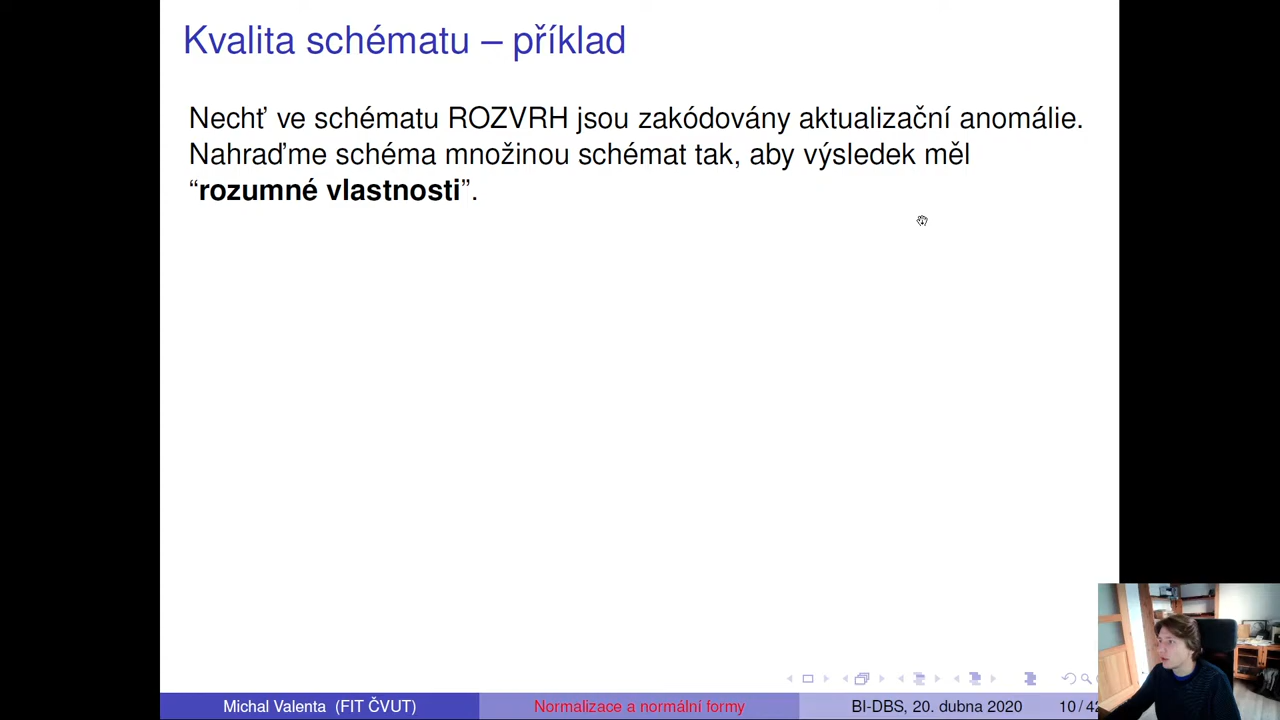 Kvalita schématu – příklad
Nechť ve schématu ROZVRH jsou zakódovány aktualizační anomálie.
Nahraďme schéma množinou schémat tak, aby výsledek měl
“rozumné vlastnosti”.
Michal Valenta (FIT ČVUT) Normalizace a normální formy BI-DBS, 20. dubna 2020 10 / 42